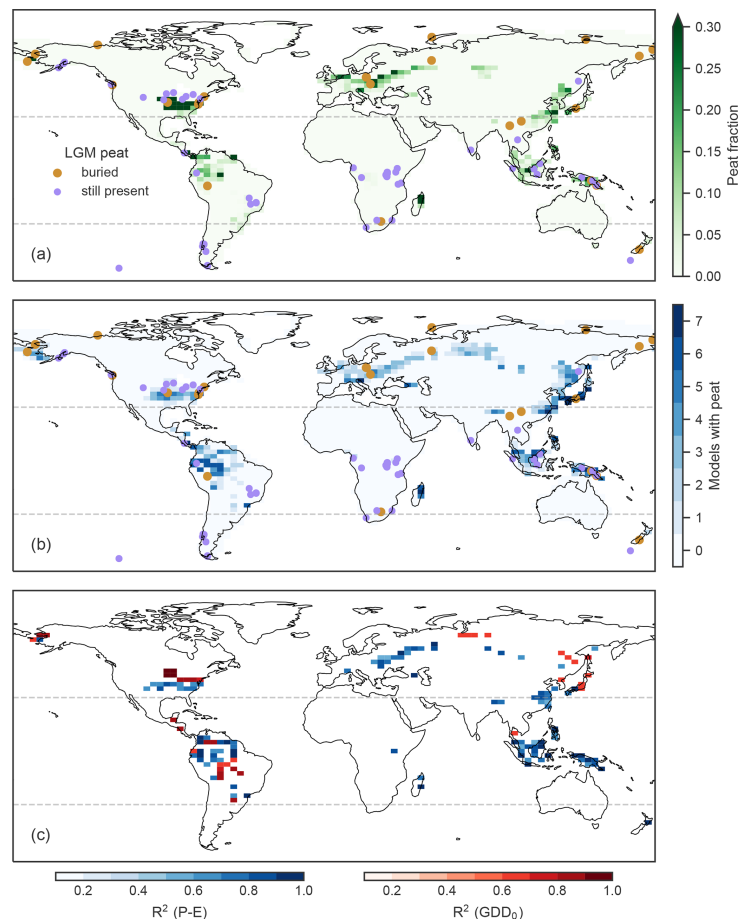 LGM peat
buried
still present
(a)
0.30
0.25
0.20
0.15
0.10
0.05
0.00
Peat fraction
(b)
7
6
5
4
3
2
1
0
Models with peat
(c)
0.2 0.4 0.6 0.8 1.0
R² (P-E)
0.2 0.4 0.6 0.8 1.0
R² (GDD₀)